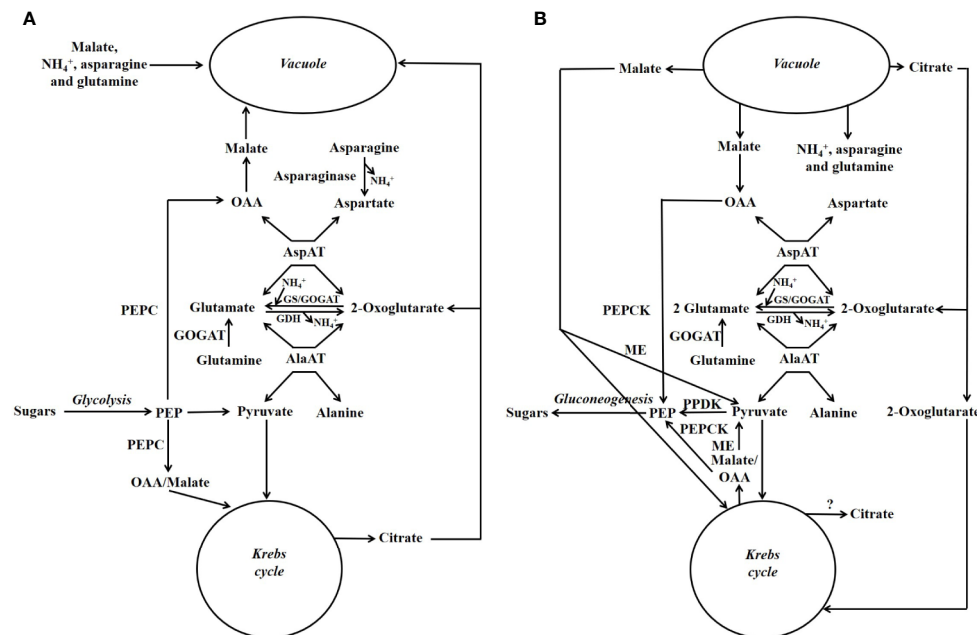 A
Malate,
NH₄⁺, asparagine
and glutamine
Vacuole
Malate
Asparagine
Asparaginase
NH₄⁺
OAA
Aspartate
AspAT
PEPC
NH₄⁺
Glutamate
GS/GOGAT
2-Oxoglutarate
GDH
NH₄⁺
GOGAT
Glutamine
AlaAT
Sugars
Glycolysis
PEP
Pyruvate
Alanine
PEPC
OAA/Malate
Krebs
cycle
Citrate
B
Malate
Vacuole
Citrate
Malate
NH₄⁺, asparagine
and glutamine
OAA
Aspartate
AspAT
PEPCK
NH₄⁺
2 Glutamate
GS/GOGAT
2-Oxoglutarate
GDH
NH₄⁺
GOGAT
Glutamine
AlaAT
ME
Sugars
Gluconeogenesis
PEP
PPDK
Pyruvate
Alanine
2-Oxoglutarate
PEPCK
ME
Malate/
OAA
?
Citrate
Krebs
cycle